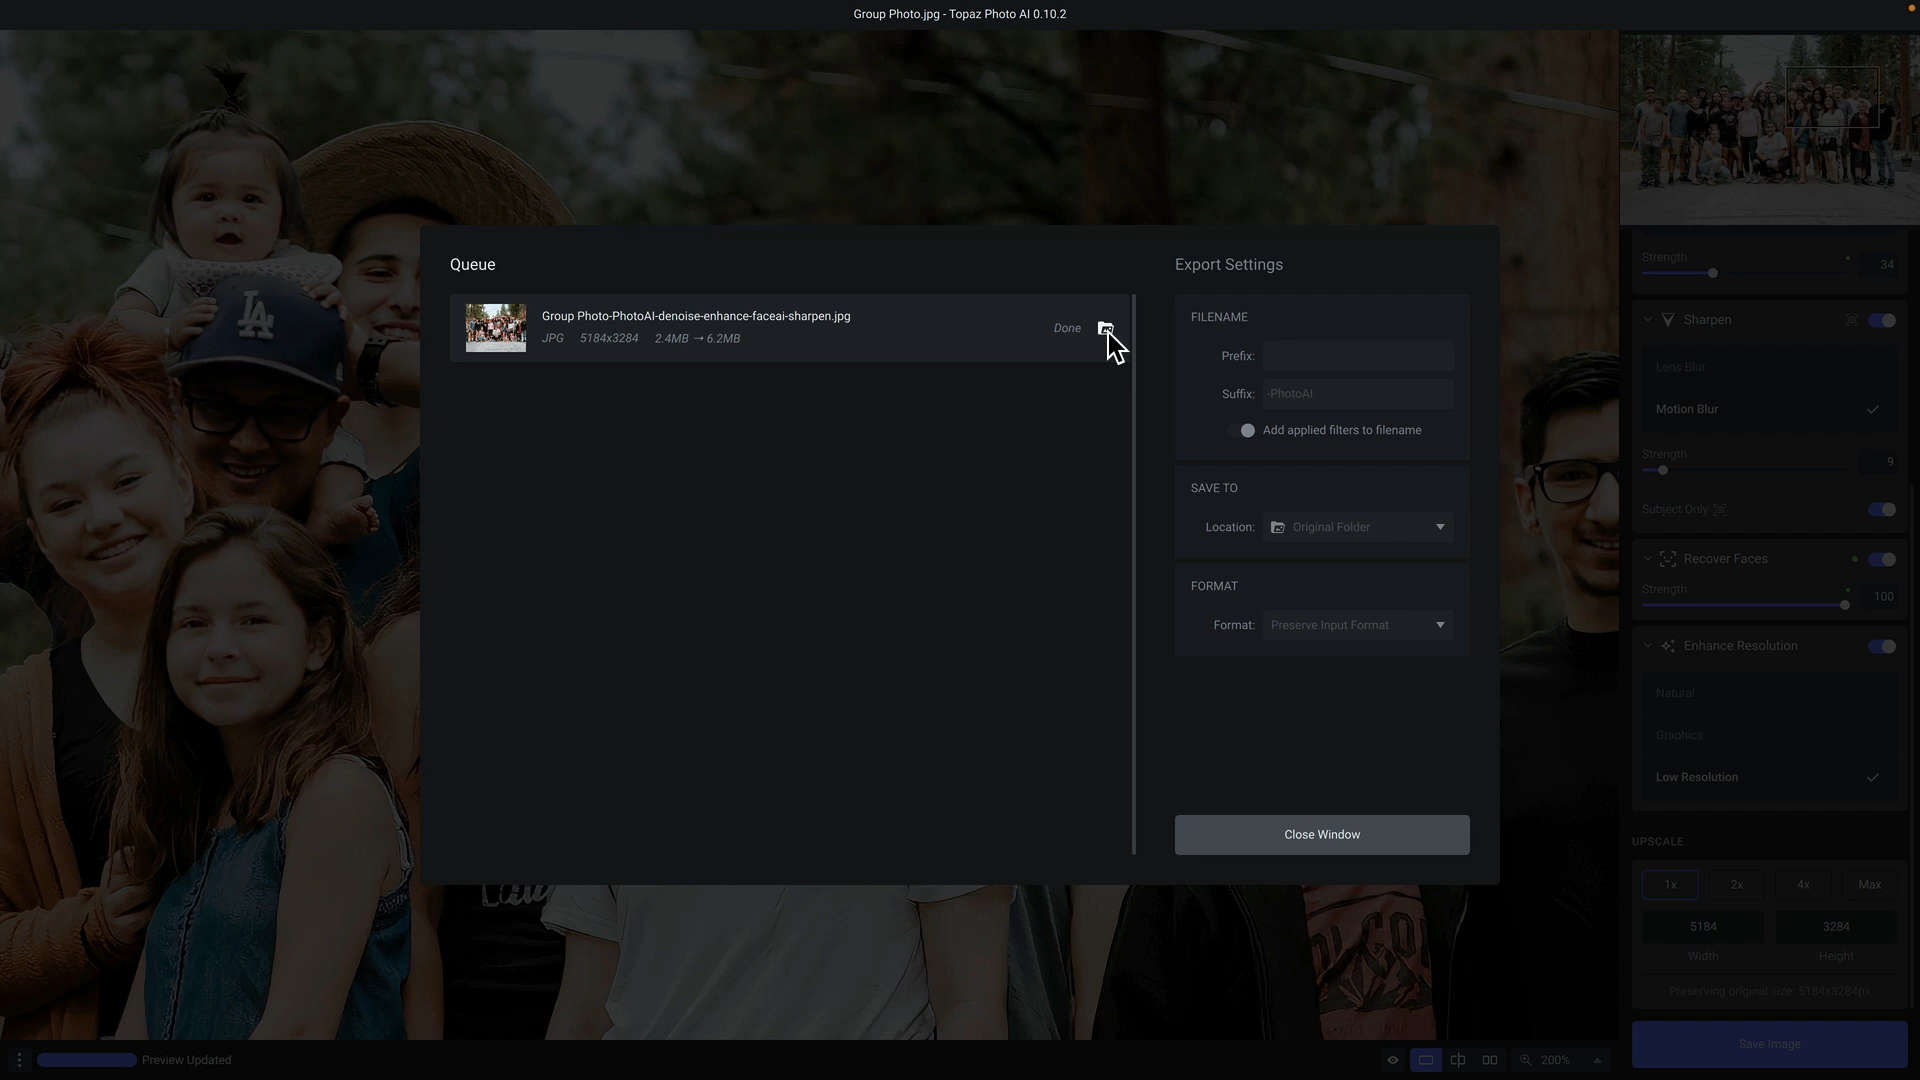 Group Photo.jpg - Topaz Photo AI 0.10.2
LA
Queue
Group Photo-PhotoAI-denoise-enhance-faceai-sharpen.jpg
JPG 5184x3284 2.4MB → 6.2MB
Done
Export Settings
FILENAME
Prefix:
Suffix: -PhotoAI
Add applied filters to filename
SAVE TO
Location: Original Folder
FORMAT
Format: Preserve Input Format
Close Window
Strength
34
Sharpen
Lens Blur
Motion Blur
Strength
9
Subject Only
Recover Faces
Strength
100
Enhance Resolution
Natural
Graphics
Low Resolution
UPSCALE
1x 2x 4x Max
5184 3284
Width Height
Preserving original size: 5184x3284px
Save Image
Preview Updated
200%